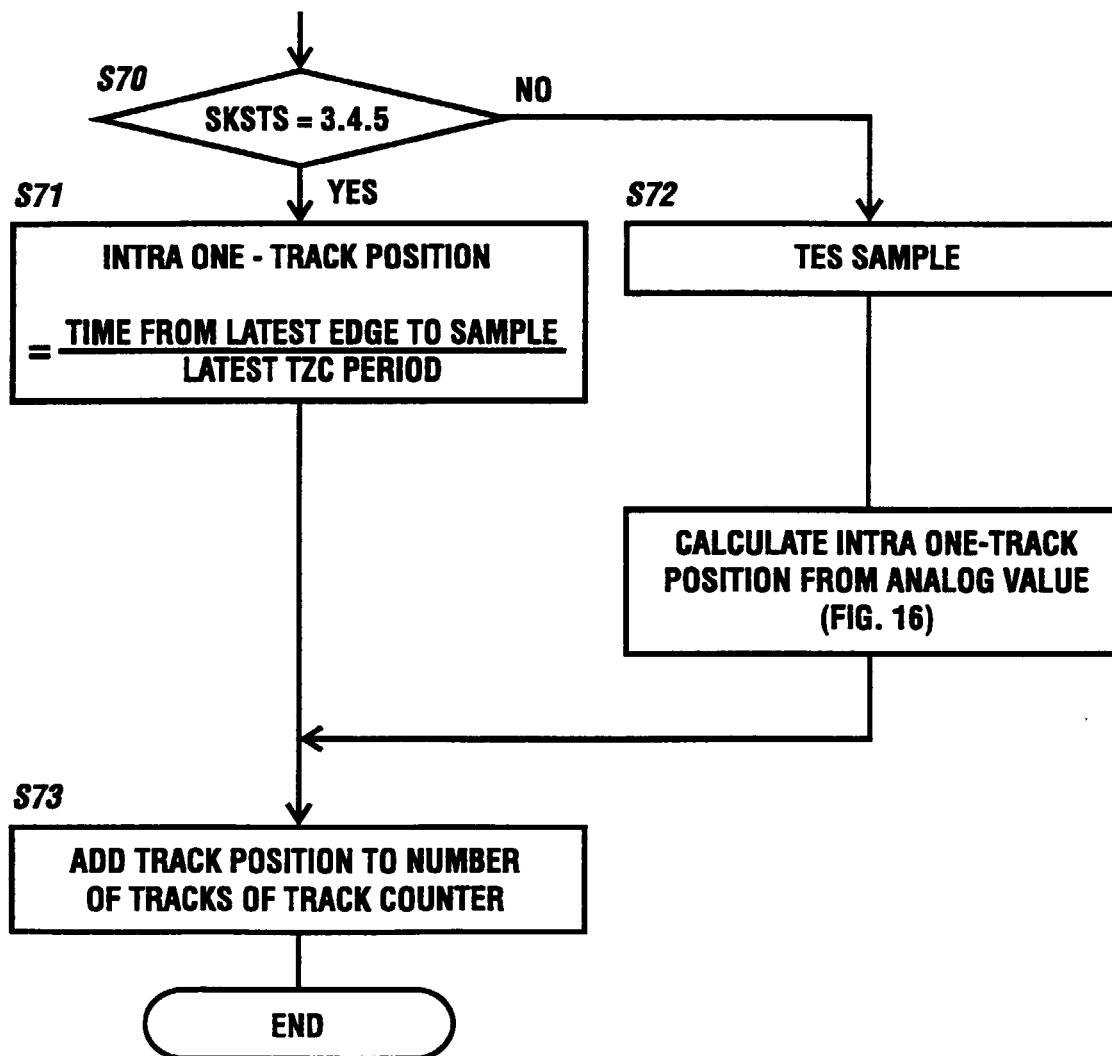 S70
SKSTS = 3.4.5
NO
YES
S71
INTRA ONE - TRACK POSITION
= TIME FROM LATEST EDGE TO SAMPLE
LATEST TZC PERIOD
S72
TES SAMPLE
CALCULATE INTRA ONE-TRACK
POSITION FROM ANALOG VALUE
(FIG. 16)
S73
ADD TRACK POSITION TO NUMBER
OF TRACKS OF TRACK COUNTER
END